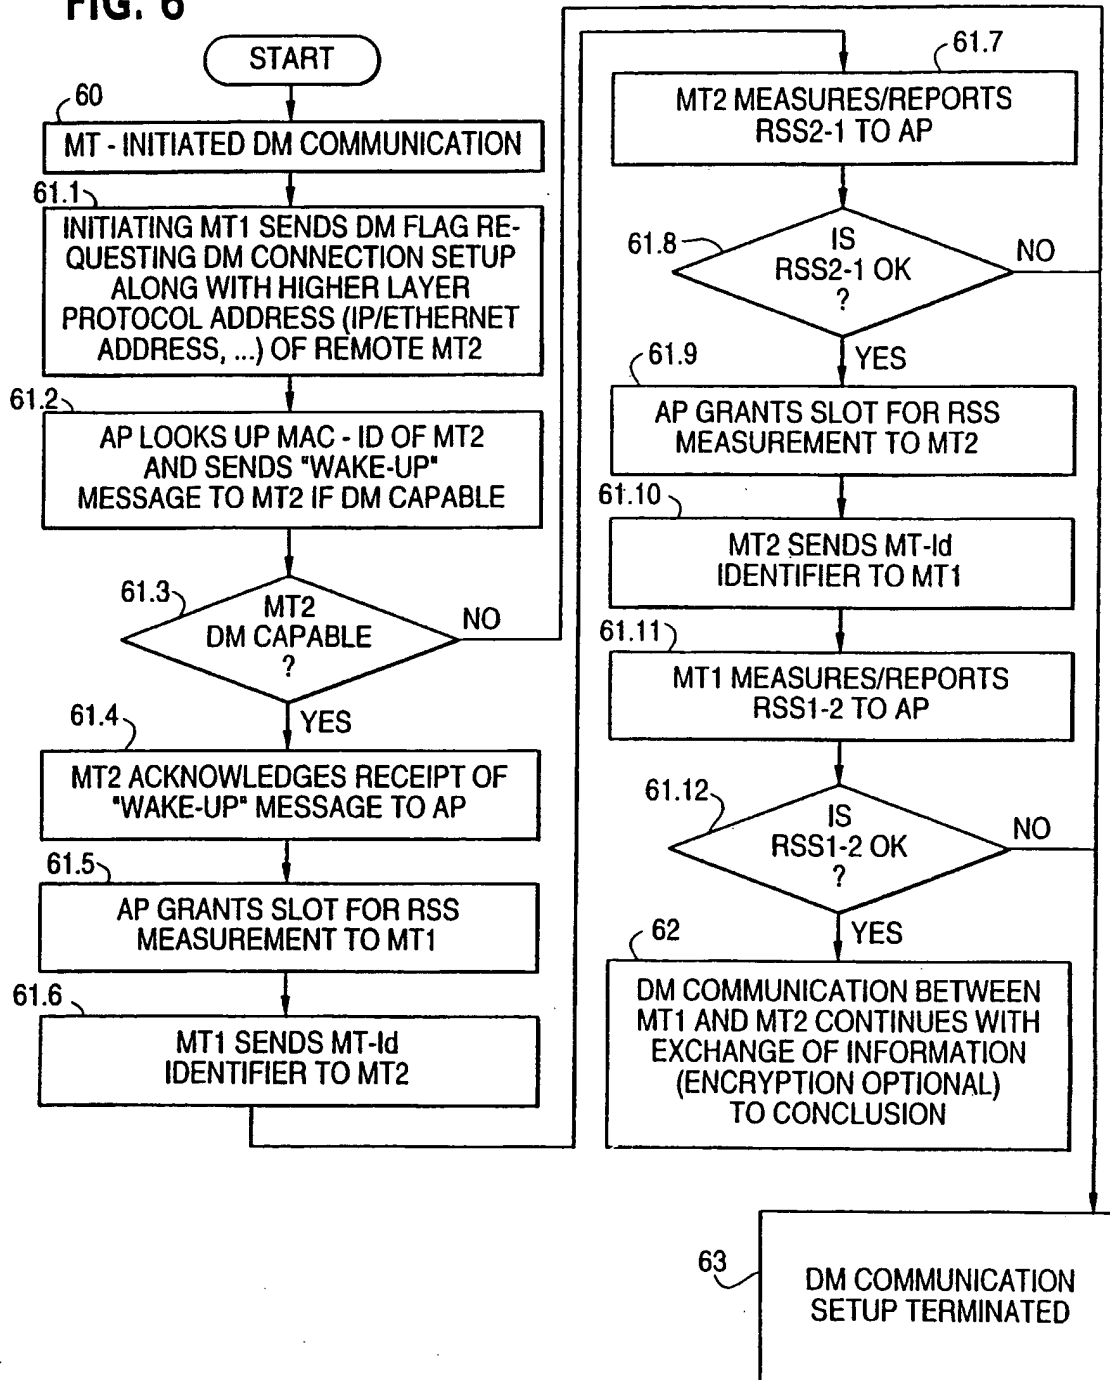 FIG. 6
START
60
MT - INITIATED DM COMMUNICATION
61.1
INITIATING MT1 SENDS DM FLAG RE-
QUESTING DM CONNECTION SETUP
ALONG WITH HIGHER LAYER
PROTOCOL ADDRESS (IP/ETHERNET
ADDRESS, ...) OF REMOTE MT2
61.2
AP LOOKS UP MAC - ID OF MT2
AND SENDS "WAKE-UP"
MESSAGE TO MT2 IF DM CAPABLE
61.3
MT2
DM CAPABLE
?
NO
YES
61.4
MT2 ACKNOWLEDGES RECEIPT OF
"WAKE-UP" MESSAGE TO AP
61.5
AP GRANTS SLOT FOR RSS
MEASUREMENT TO MT1
61.6
MT1 SENDS MT-Id
IDENTIFIER TO MT2
61.7
MT2 MEASURES/REPORTS
RSS2-1 TO AP
61.8
IS
RSS2-1 OK
?
NO
YES
61.9
AP GRANTS SLOT FOR RSS
MEASUREMENT TO MT2
61.10
MT2 SENDS MT-Id
IDENTIFIER TO MT1
61.11
MT1 MEASURES/REPORTS
RSS1-2 TO AP
61.12
IS
RSS1-2 OK
?
NO
YES
62
DM COMMUNICATION BETWEEN
MT1 AND MT2 CONTINUES WITH
EXCHANGE OF INFORMATION
(ENCRYPTION OPTIONAL)
TO CONCLUSION
63
DM COMMUNICATION
SETUP TERMINATED